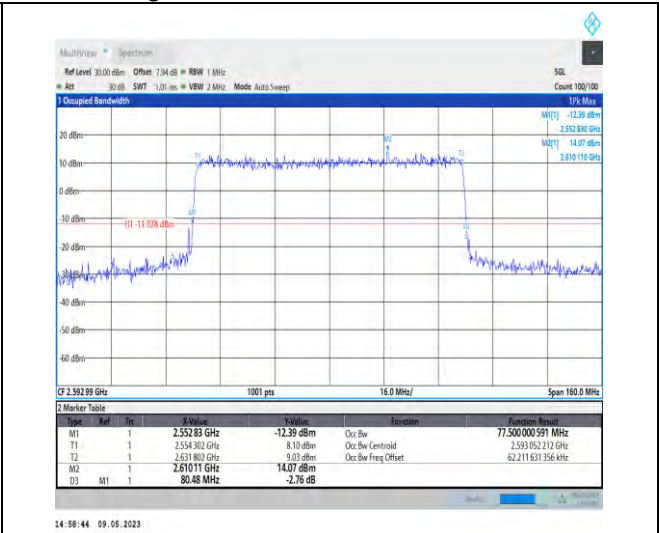 MultiView Spectrum
Ref Level 30.00 dBm Offset 7.94 dB RBW 1 MHz SGL
Att 30 dB SWT 1.01 ms VBW 2 MHz Mode Auto Sweep Count 100/100
1 Occupied Bandwidth 1Pk Max
M1[1] -12.39 dBm
2.552 830 GHz
20 dBm M2 M2[1] 14.07 dBm
T1 T2 2.610 110 GHz
10 dBm
0 dBm
-10 dBm M1
H1 -11.928 dBm D3
-20 dBm
-30 dBm
-40 dBm
-50 dBm
-60 dBm
CF 2.592 99 GHz 1001 pts 16.0 MHz/ Span 160.0 MHz
2 Marker Table
Type Ref Trc X-Value Y-Value Function Function Result
M1 1 2.552 83 GHz -12.39 dBm Occ Bw 77.500 000 591 MHz
T1 1 2.554 302 GHz 8.10 dBm Occ Bw Centroid 2.593 052 212 GHz
T2 1 2.631 802 GHz 9.03 dBm Occ Bw Freq Offset 62.211 631 356 kHz
M2 1 2.610 11 GHz 14.07 dBm
D3 M1 1 80.48 MHz -2.76 dB
14:58:44 09.05.2023